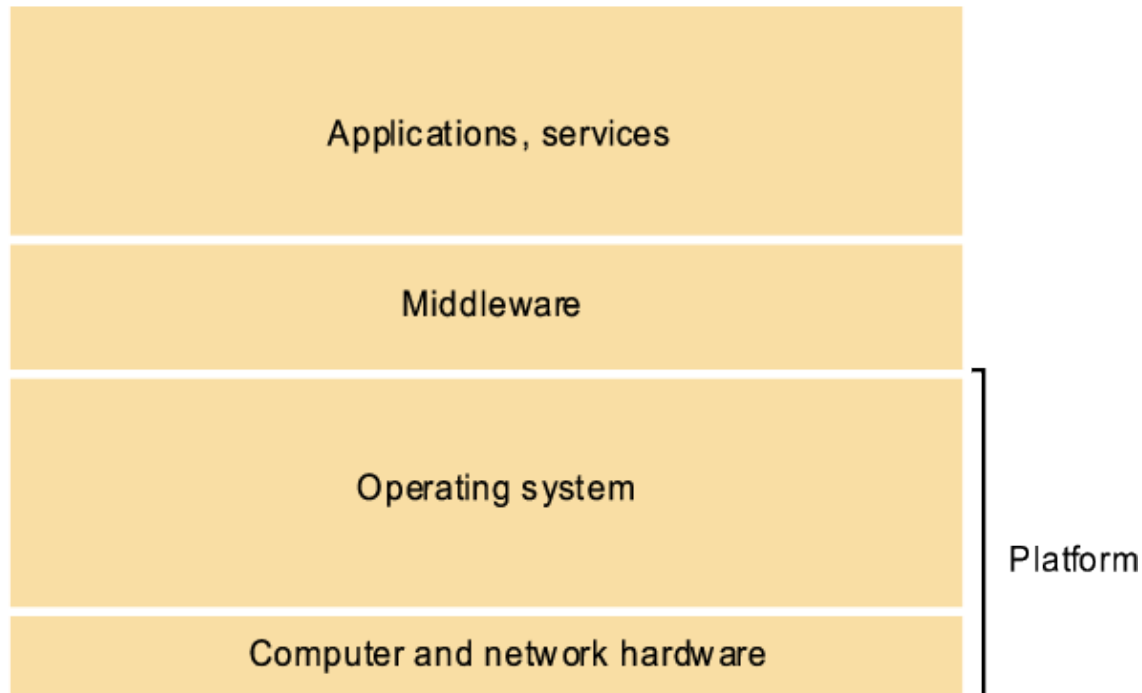 Applications, services
Middleware
Operating system
Platform
Computer and network hardware